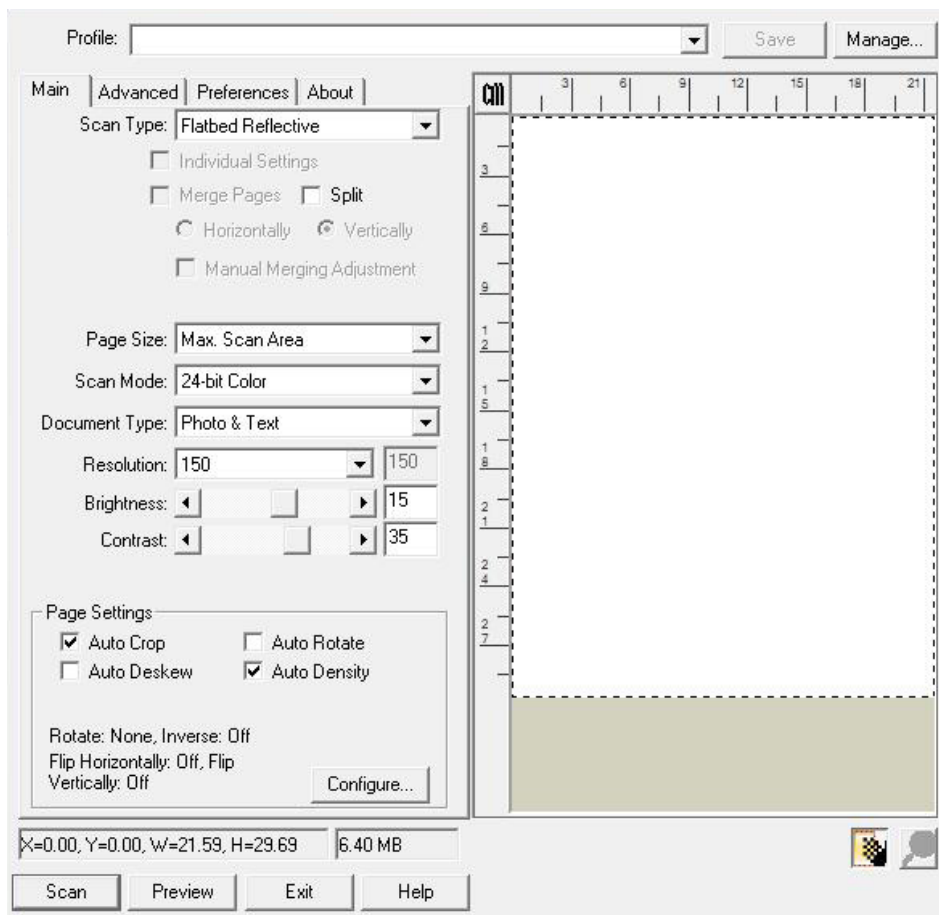 Profile: Save Manage...
Main Advanced Preferences About
Scan Type: Flatbed Reflective
Individual Settings
Merge Pages Split
Horizontally Vertically
Manual Merging Adjustment
Page Size: Max. Scan Area
Scan Mode: 24-bit Color
Document Type: Photo & Text
Resolution: 150 150
Brightness: 15
Contrast: 35
Page Settings
Auto Crop Auto Rotate
Auto Deskew Auto Density
Rotate: None, Inverse: Off
Flip Horizontally: Off, Flip
Vertically: Off
Configure...
cm 3 6 9 12 15 18 21
3
6
9
12
15
18
21
24
27
X=0.00, Y=0.00, W=21.59, H=29.69 6.40 MB
Scan Preview Exit Help